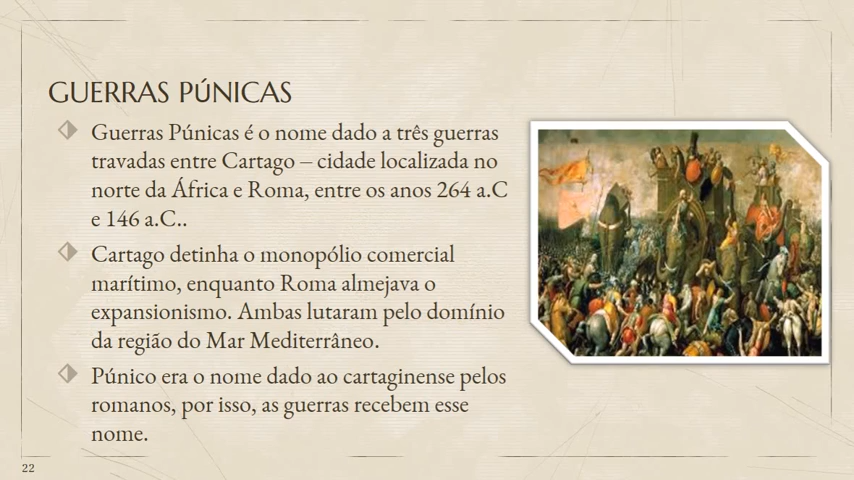 GUERRAS PÚNICAS
Guerras Púnicas é o nome dado a três guerras
travadas entre Cartago – cidade localizada no
norte da África e Roma, entre os anos 264 a.C
e 146 a.C..
Cartago detinha o monopólio comercial
marítimo, enquanto Roma almejava o
expansionismo. Ambas lutaram pelo domínio
da região do Mar Mediterrâneo.
Púnico era o nome dado ao cartaginense pelos
romanos, por isso, as guerras recebem esse
nome.
22